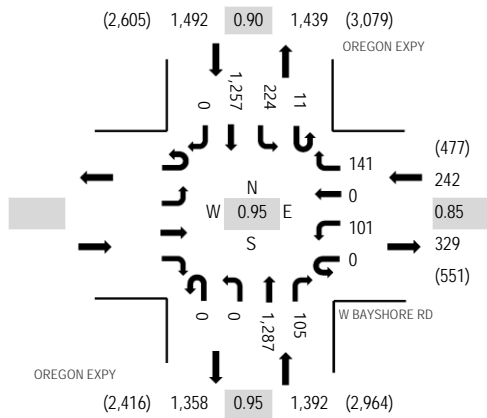 (2,605) 1,492 0.90 1,439 (3,079)
OREGON EXPY
0 1,257 224 11
(477)
141
242
N
0
W 0.95 E
0.85
101
S
329
0
(551)
0 0 1,287 105
W BAYSHORE RD
OREGON EXPY
(2,416) 1,358 0.95 1,392 (2,964)